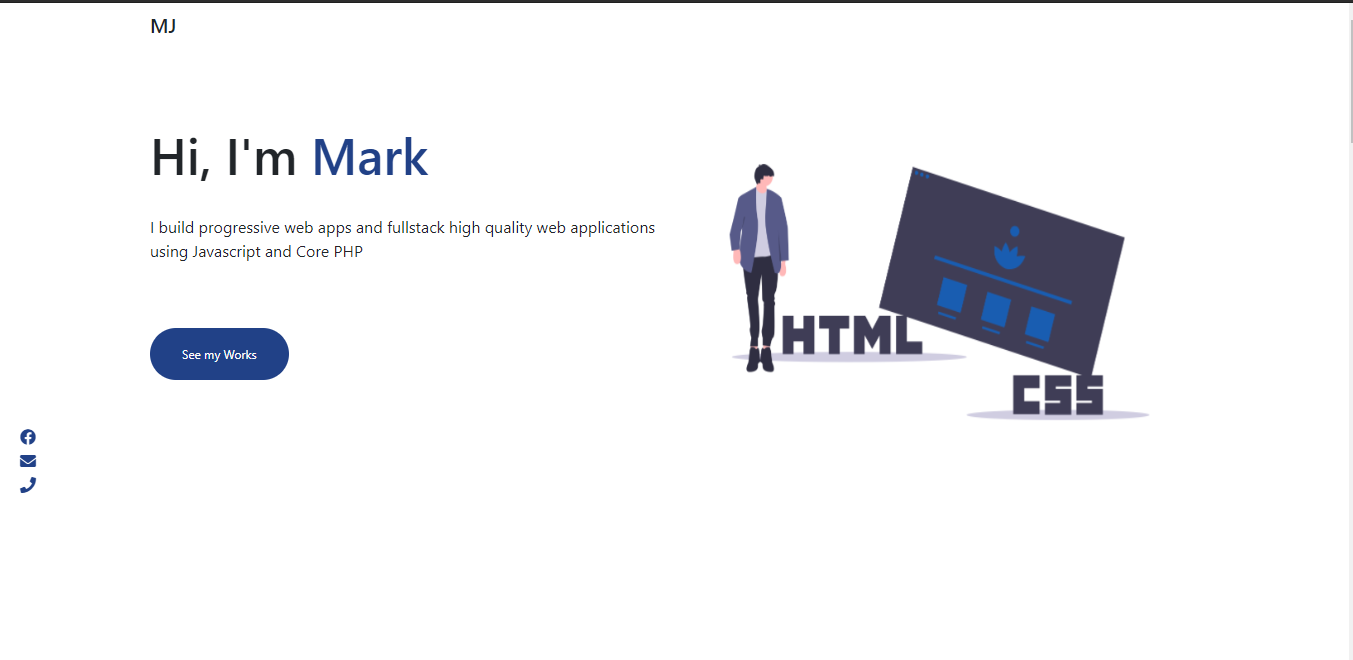 MJ
Hi, I'm Mark
I build progressive web apps and fullstack high quality web applications
using Javascript and Core PHP
See my Works
HTML
CSS